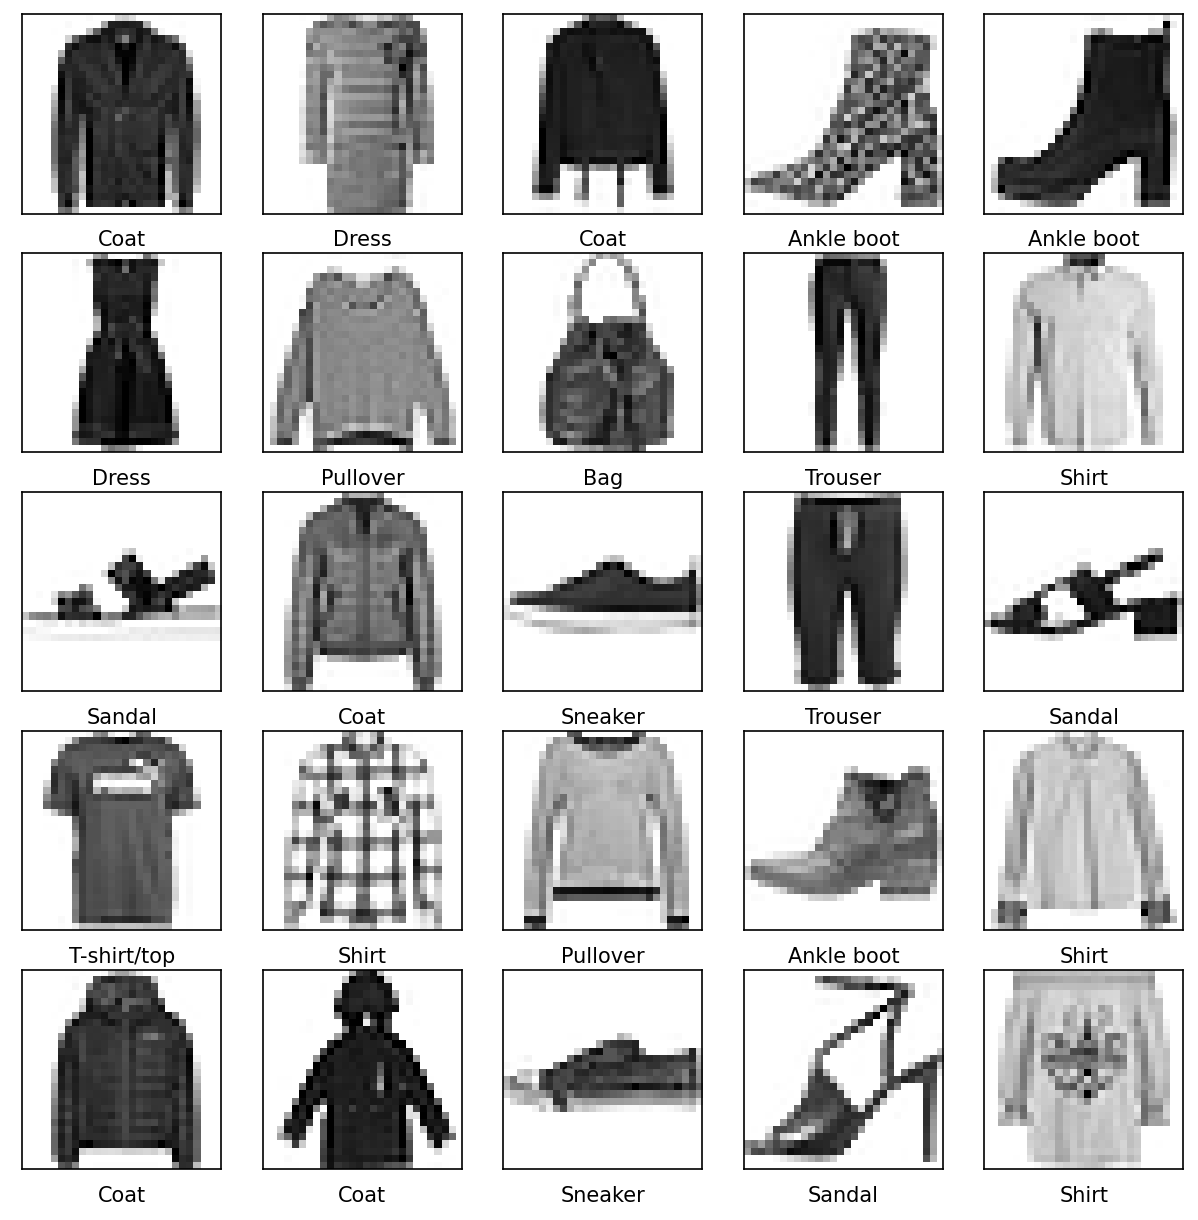 Coat Dress Coat Ankle boot Ankle boot
Dress Pullover Bag Trouser Shirt
Sandal Coat Sneaker Trouser Sandal
T-shirt/top Shirt Pullover Ankle boot Shirt
Coat Coat Sneaker Sandal Shirt